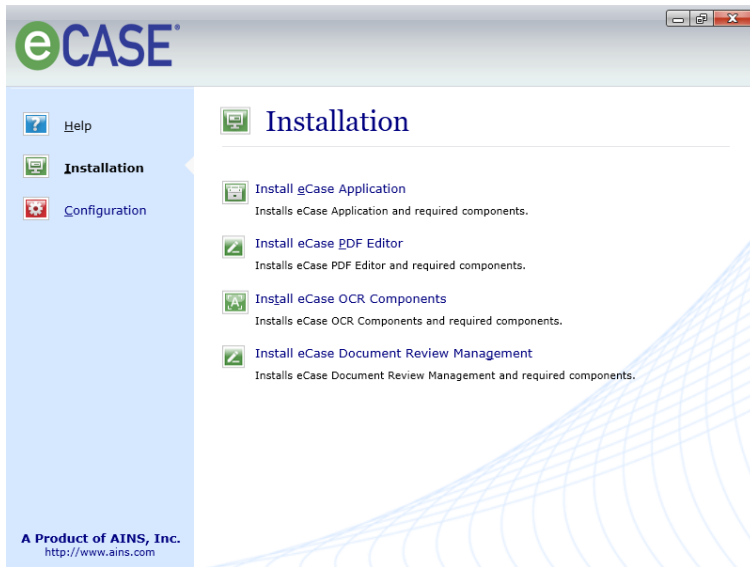 eCASE®
Help
Installation
Configuration
A Product of AINS, Inc.
http://www.ains.com
Installation
Install eCase Application
Installs eCase Application and required components.
Install eCase PDF Editor
Installs eCase PDF Editor and required components.
Install eCase OCR Components
Installs eCase OCR Components and required components.
Install eCase Document Review Management
Installs eCase Document Review Management and required components.